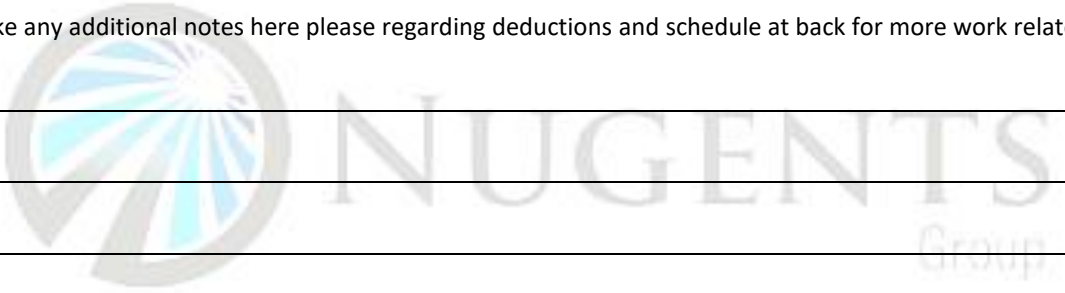 ke any additional notes here please regarding deductions and schedule at back for more work relat
NUGENTS
Group